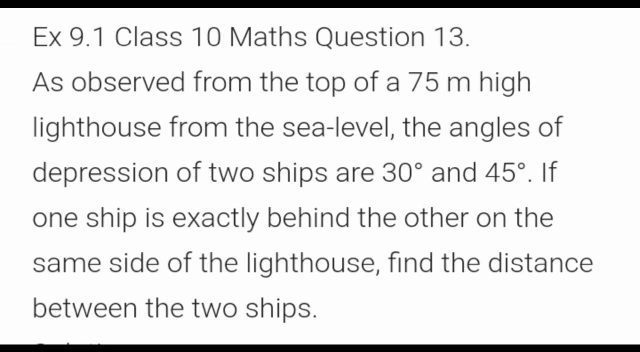 Ex 9.1 Class 10 Maths Question 13.
As observed from the top of a 75 m high
lighthouse from the sea-level, the angles of
depression of two ships are 30° and 45°. If
one ship is exactly behind the other on the
same side of the lighthouse, find the distance
between the two ships.